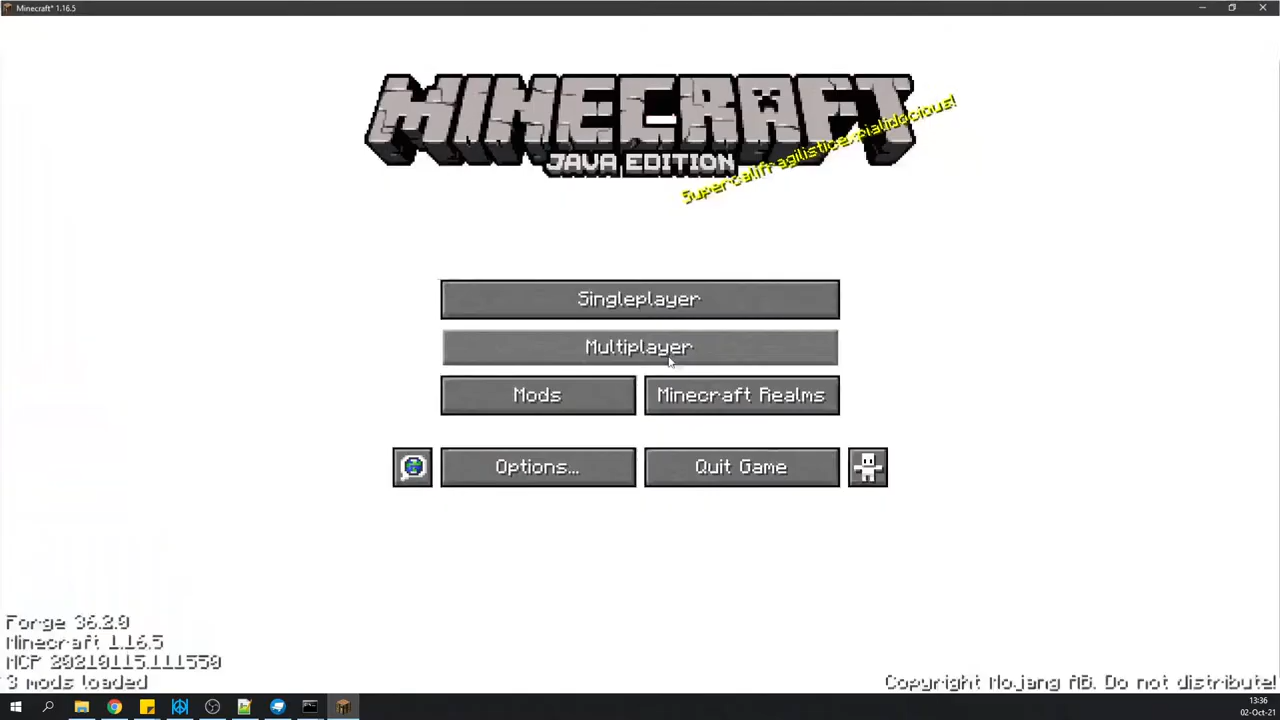 Minecraft* 1.16.5
MINECRAFT
JAVA EDITION
Supercalifragilisticexpialidocious!
Singleplayer
Multiplayer
Mods
Minecraft Realms
Options...
Quit Game
Forge 36.2.0
Minecraft 1.16.5
MCP 20210115.111550
3 mods loaded
Copyright Mojang AB. Do not distribute!
13:36
02-Oct-21